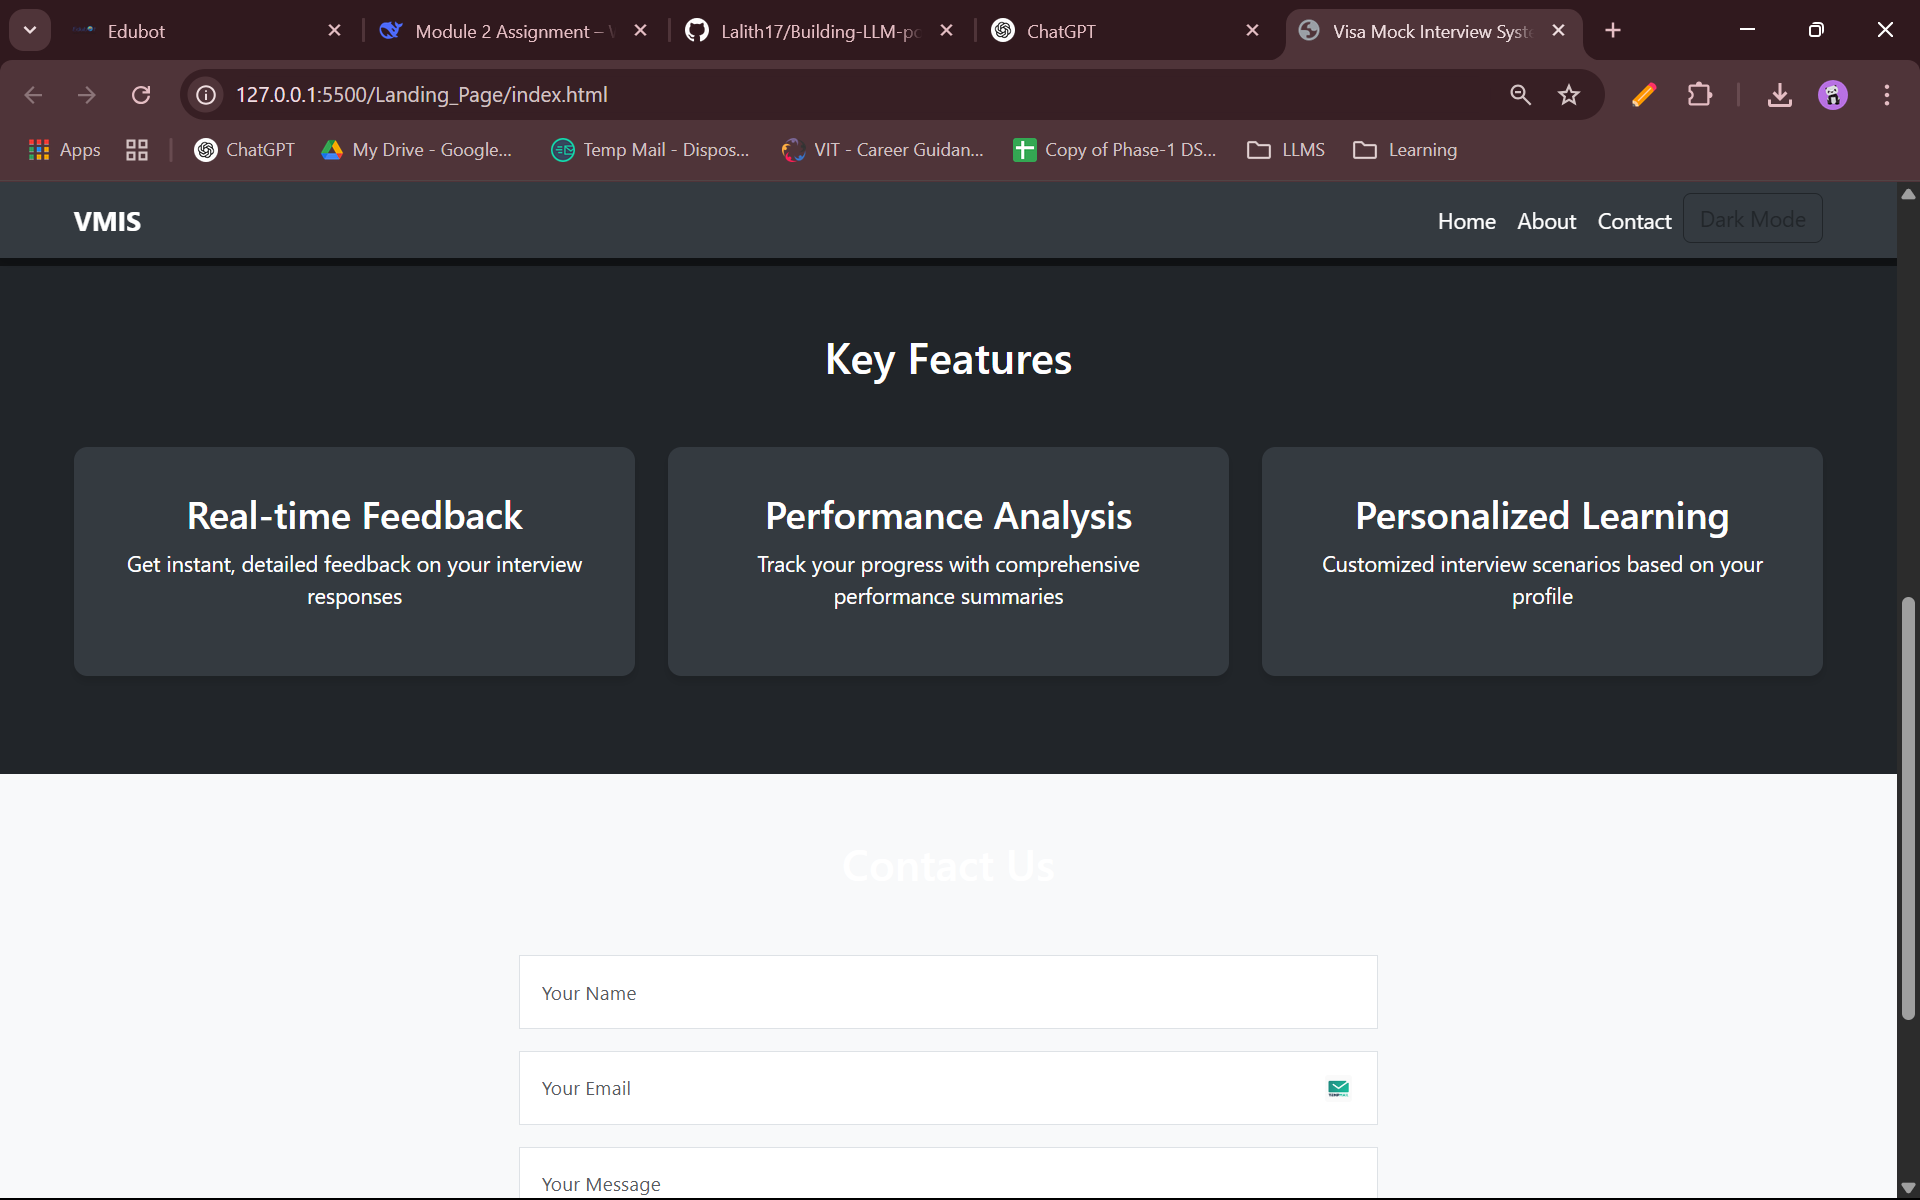 Edubot
Module 2 Assignment –
Lalith17/Building-LLM-po
ChatGPT
Visa Mock Interview Syste
127.0.0.1:5500/Landing_Page/index.html
Apps
ChatGPT
My Drive - Google...
Temp Mail - Dispos...
VIT - Career Guidan...
Copy of Phase-1 DS...
LLMS
Learning
VMIS
Home
About
Contact
Dark Mode
Key Features
Real-time Feedback
Get instant, detailed feedback on your interview
responses
Performance Analysis
Track your progress with comprehensive
performance summaries
Personalized Learning
Customized interview scenarios based on your
profile
Contact Us
Your Name
Your Email
Your Message